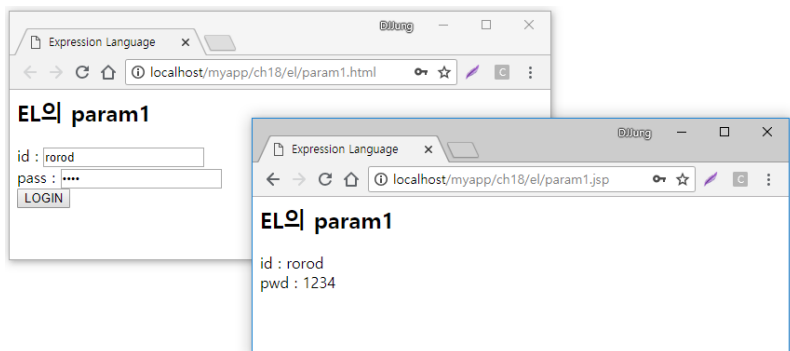 DJJung
Expression Language
localhost/myapp/ch18/el/param1.html
EL의 param1
id : rorod
pass : ••••
LOGIN
DJJung
Expression Language
localhost/myapp/ch18/el/param1.jsp
EL의 param1
id : rorod
pwd : 1234